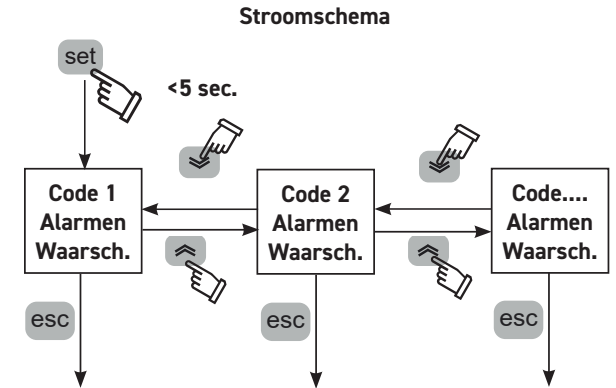 Stroomschema
set
<5 sec.
Code 1
Alarmen
Waarsch.
Code 2
Alarmen
Waarsch.
Code....
Alarmen
Waarsch.
esc
esc
esc